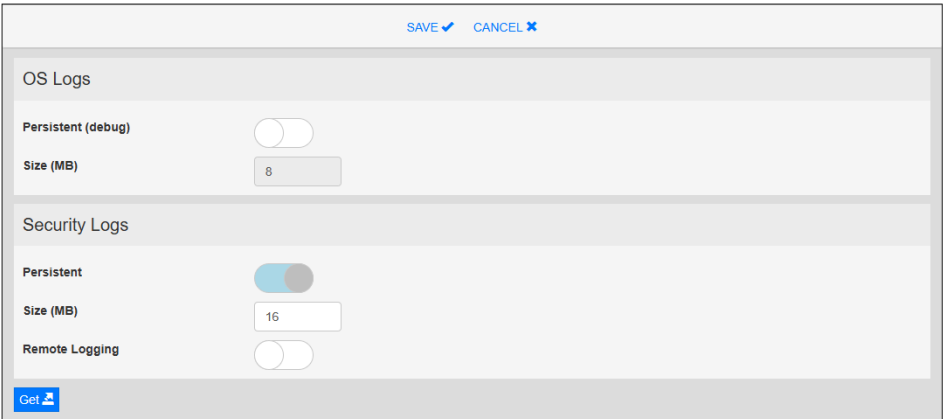 SAVE CANCEL
OS Logs
Persistent (debug)
Size (MB) 8
Security Logs
Persistent
Size (MB) 16
Remote Logging
Get